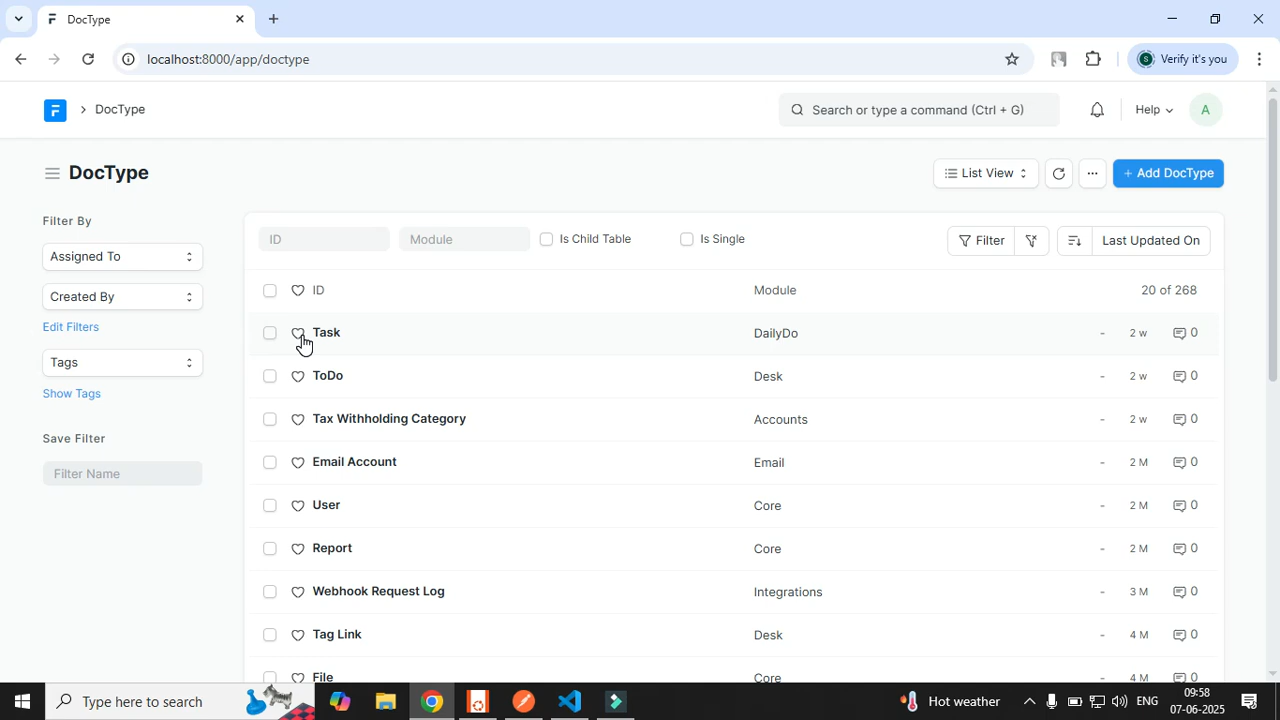 DocType
localhost:8000/app/doctype
Verify it's you
DocType
Search or type a command (Ctrl + G)
Help
A
DocType
List View
+ Add DocType
Filter By
Assigned To
Created By
Edit Filters
Tags
Show Tags
Save Filter
Filter Name
ID
Module
Is Child Table
Is Single
Filter
Last Updated On
ID Module 20 of 268
Task DailyDo - 2 w 0
ToDo Desk - 2 w 0
Tax Withholding Category Accounts - 2 w 0
Email Account Email - 2 M 0
User Core - 2 M 0
Report Core - 2 M 0
Webhook Request Log Integrations - 3 M 0
Tag Link Desk - 4 M 0
File Core - 4 M 0
Type here to search
Hot weather
ENG
09:58
07-06-2025